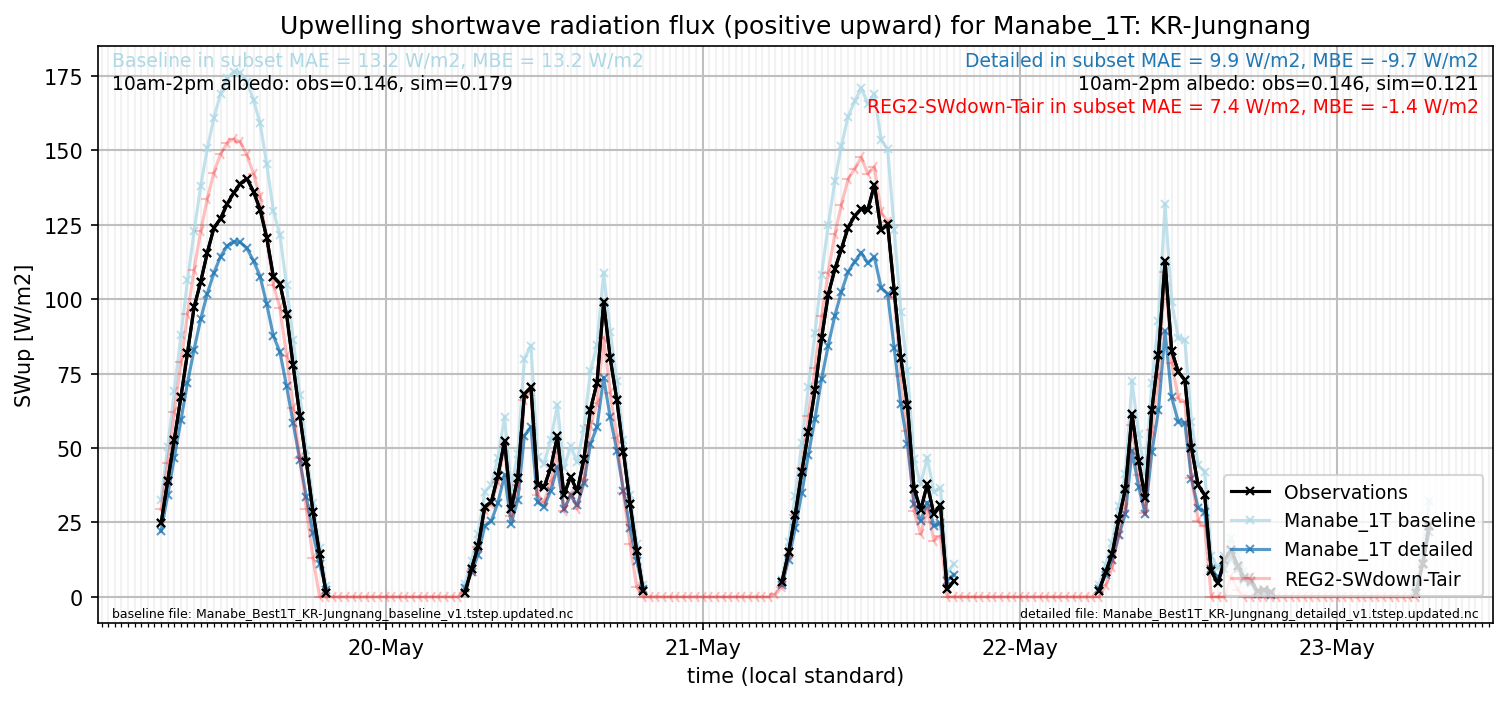 Upwelling shortwave radiation flux (positive upward) for Manabe_1T: KR-Jungnang
Baseline in subset MAE = 13.2 W/m2, MBE = 13.2 W/m2
10am-2pm albedo: obs=0.146, sim=0.179
Detailed in subset MAE = 9.9 W/m2, MBE = -9.7 W/m2
10am-2pm albedo: obs=0.146, sim=0.121
REG2-SWdown-Tair in subset MAE = 7.4 W/m2, MBE = -1.4 W/m2
SWup [W/m2]
175
150
125
100
75
50
25
0
Observations
Manabe_1T baseline
Manabe_1T detailed
REG2-SWdown-Tair
baseline file: Manabe_Best1T_KR-Jungnang_baseline_v1.tstep.updated.nc
detailed file: Manabe_Best1T_KR-Jungnang_detailed_v1.tstep.updated.nc
20-May
21-May
22-May
23-May
time (local standard)